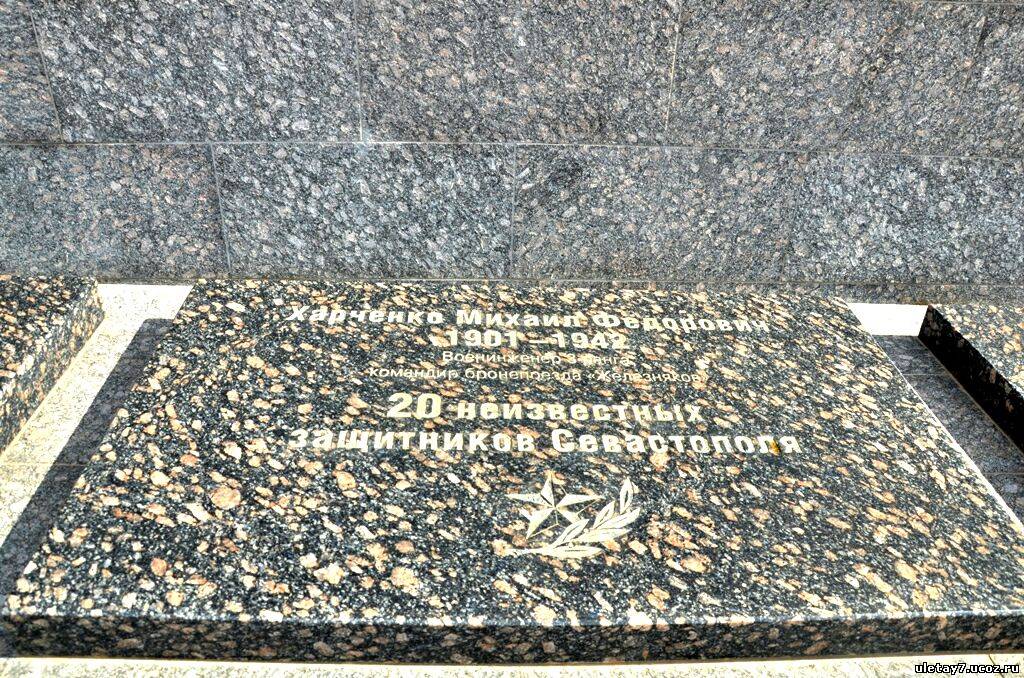 Харченко Михаил Федорович
1901–1942
Военинженер 3 ранга
командир бронепоезда «Железняков»
20 неизвестных
защитников Севастополя
uletay7.ucoz.ru